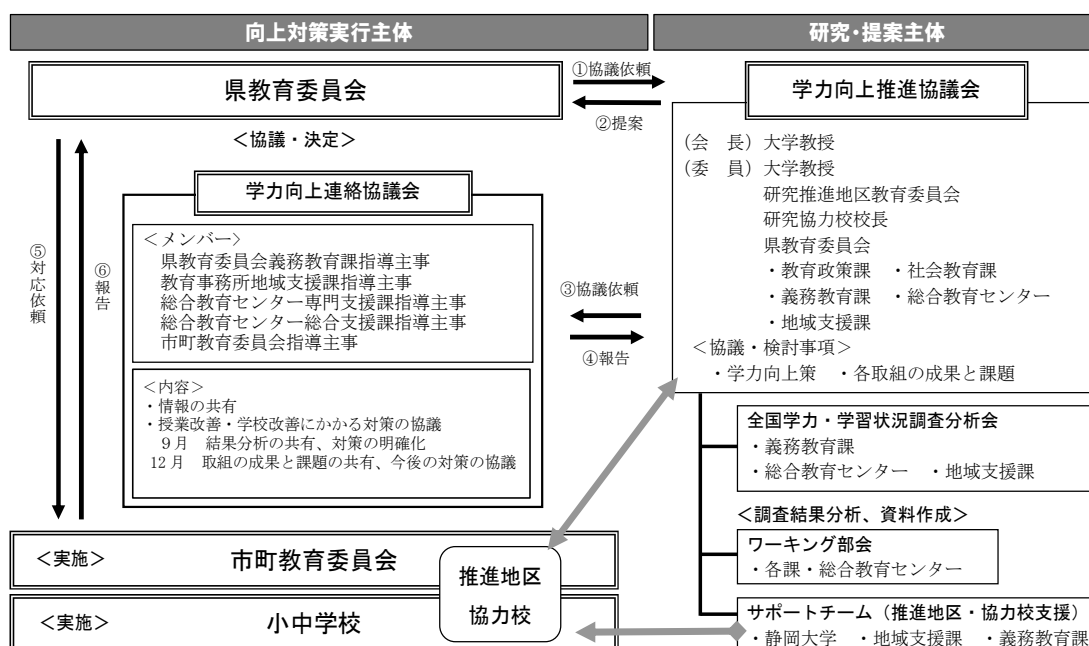 向上対策実行主体
県教育委員会
＜協議・決定＞
学力向上連絡協議会
＜メンバー＞
県教育委員会義務教育課指導主事
教育事務所地域支援課指導主事
総合教育センター専門支援課指導主事
総合教育センター総合支援課指導主事
市町教育委員会指導主事
＜内容＞
・情報の共有
・授業改善・学校改善にかかる対策の協議
９月　結果分析の共有、対策の明確化
12月　取組の成果と課題の共有、今後の対策の協議
⑤対応依頼
⑥報告
①協議依頼
②提案
③協議依頼
④報告
＜実施＞　市町教育委員会
＜実施＞　小中学校
推進地区
協力校
研究・提案主体
学力向上推進協議会
（会　長）大学教授
（委　員）大学教授
研究推進地区教育委員会
研究協力校校長
県教育委員会
・教育政策課　・社会教育課
・義務教育課　・総合教育センター
・地域支援課
＜協議・検討事項＞
・学力向上策　・各取組の成果と課題
全国学力・学習状況調査分析会
・義務教育課
・総合教育センター　・地域支援課
＜調査結果分析、資料作成＞
ワーキング部会
・各課・総合教育センター
サポートチーム（推進地区・協力校支援）
・静岡大学　・地域支援課　・義務教育課